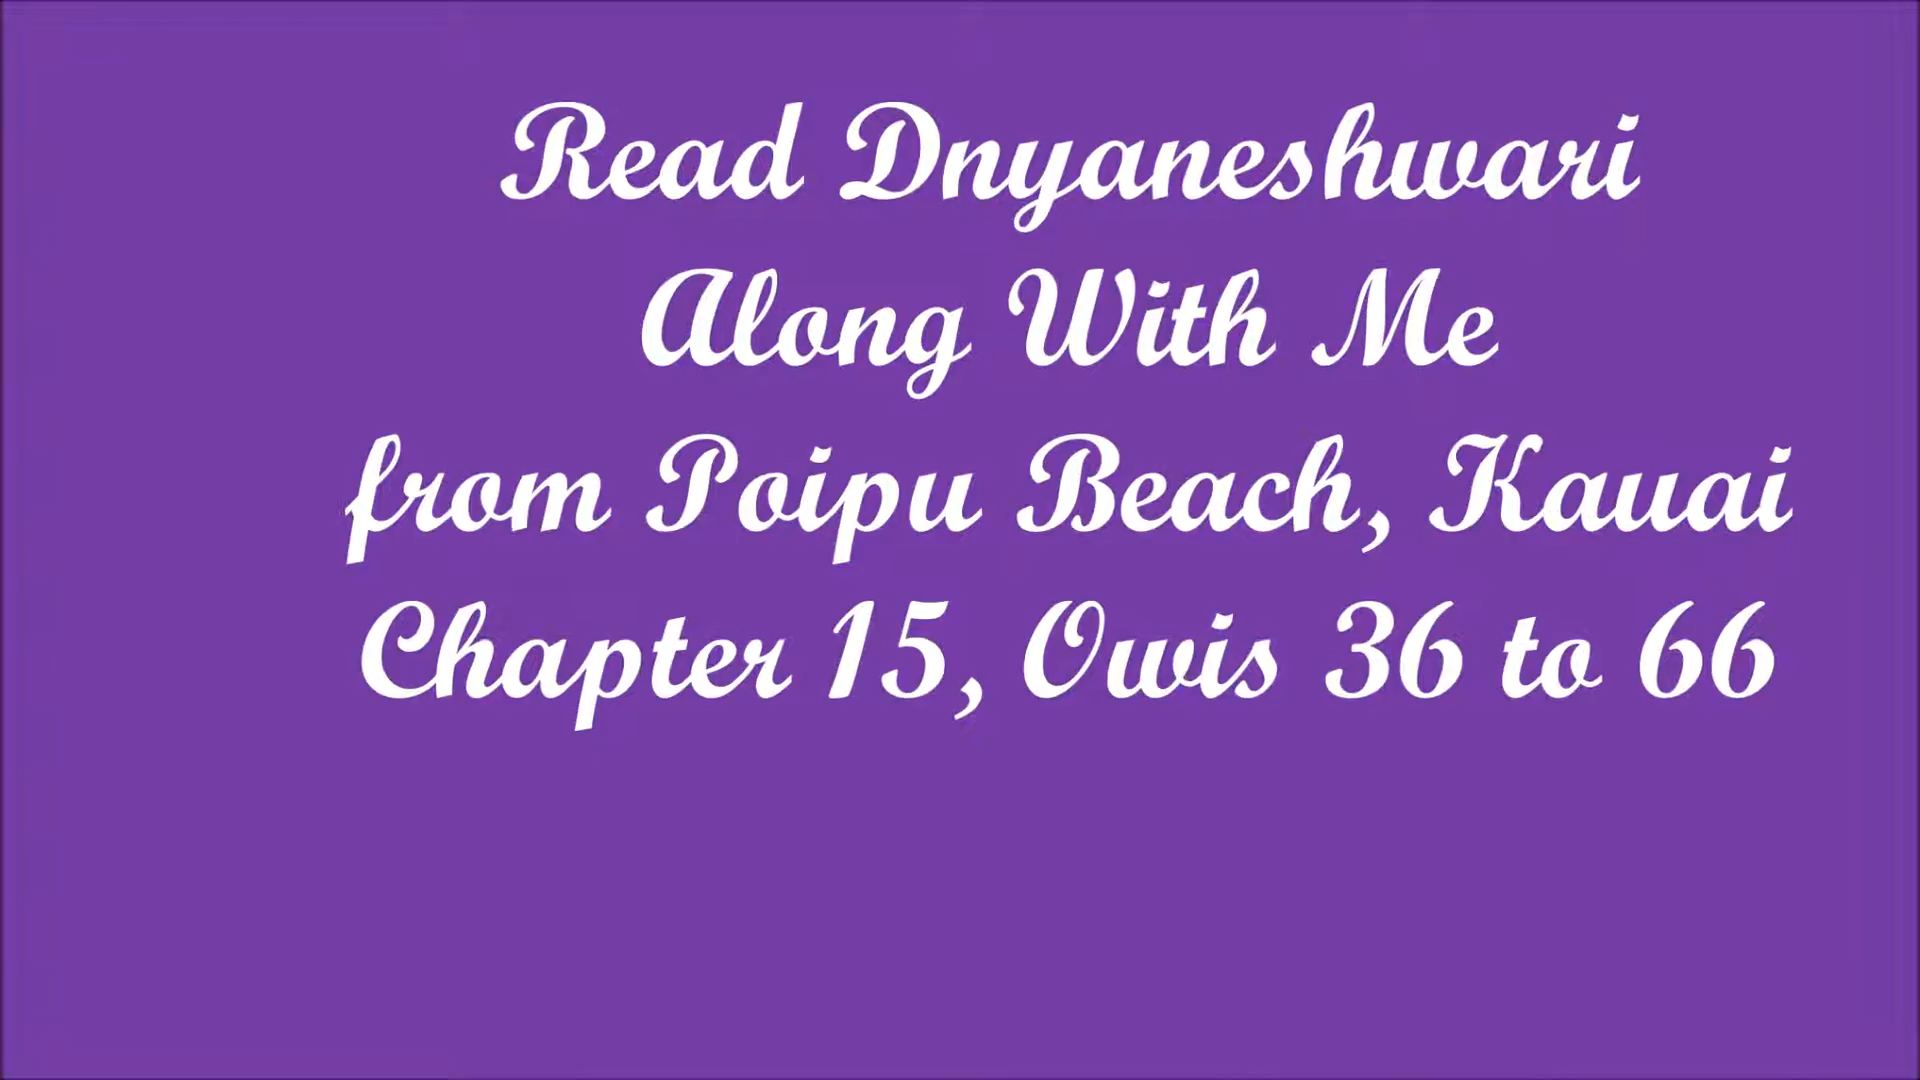 Read Dnyaneshwari
Along With Me
from Poipu Beach, Kauai
Chapter 15, Owis 36 to 66